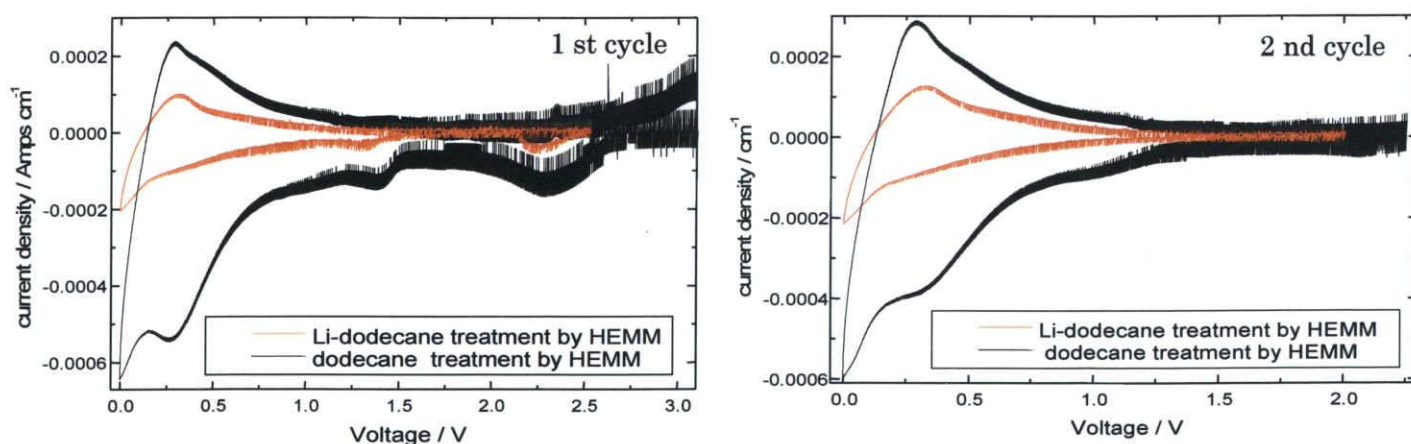 1 st cycle
current density / Amps cm⁻¹
0.0002
0.0000
-0.0002
-0.0004
-0.0006
Li-dodecane treatment by HEMM
dodecane treatment by HEMM
0.0 0.5 1.0 1.5 2.0 2.5 3.0
Voltage / V
2 nd cycle
current density / cm⁻¹
0.0002
0.0000
-0.0002
-0.0004
-0.0006
Li-dodecane treatment by HEMM
dodecane treatment by HEMM
0.0 0.5 1.0 1.5 2.0
Voltage / V